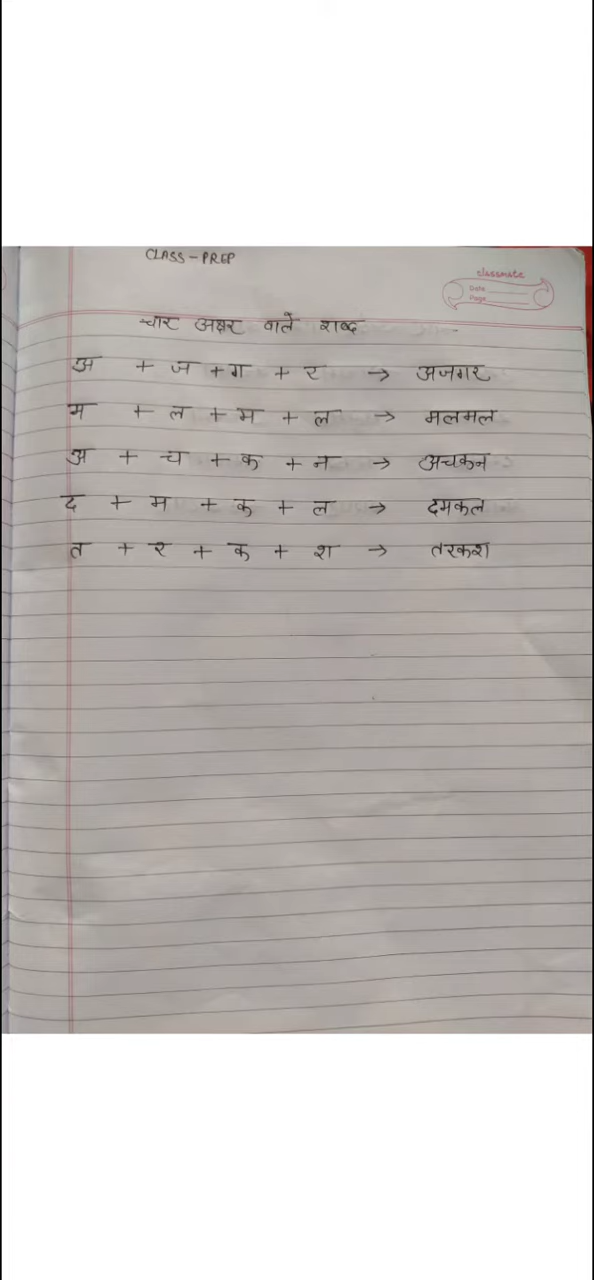 CLASS - PREP
classmate
Date
Page
चार अक्षर वाले शब्द
अ + ज + ग + र → अजगर
म + ल + म + ल → मलमल
अ + च + क + न → अचकन
द + म + क + ल → दमकल
त + र + क + श → तरकश